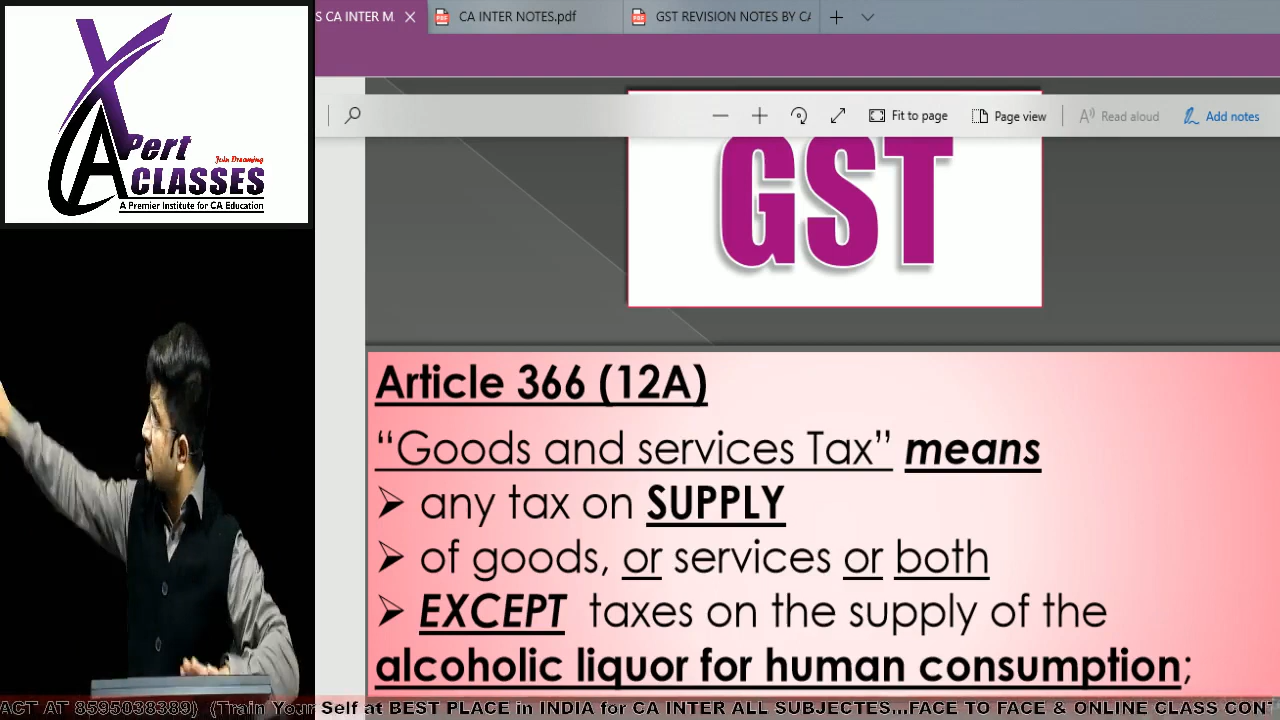 Pert
Join Dreaming
CLASSES
A Premier Institute for CA Education
S CA INTER M.
CA INTER NOTES.pdf
GST REVISION NOTES BY CA
Fit to page
Page view
Read aloud
Add notes
GST
Article 366 (12A)
“Goods and services Tax” means
➢ any tax on SUPPLY
➢ of goods, or services or both
➢ EXCEPT taxes on the supply of the
alcoholic liquor for human consumption;
ACT AT 8595038389) (Train Your Self at BEST PLACE in INDIA for CA INTER ALL SUBJECTES...FACE TO FACE & ONLINE CLASS CON